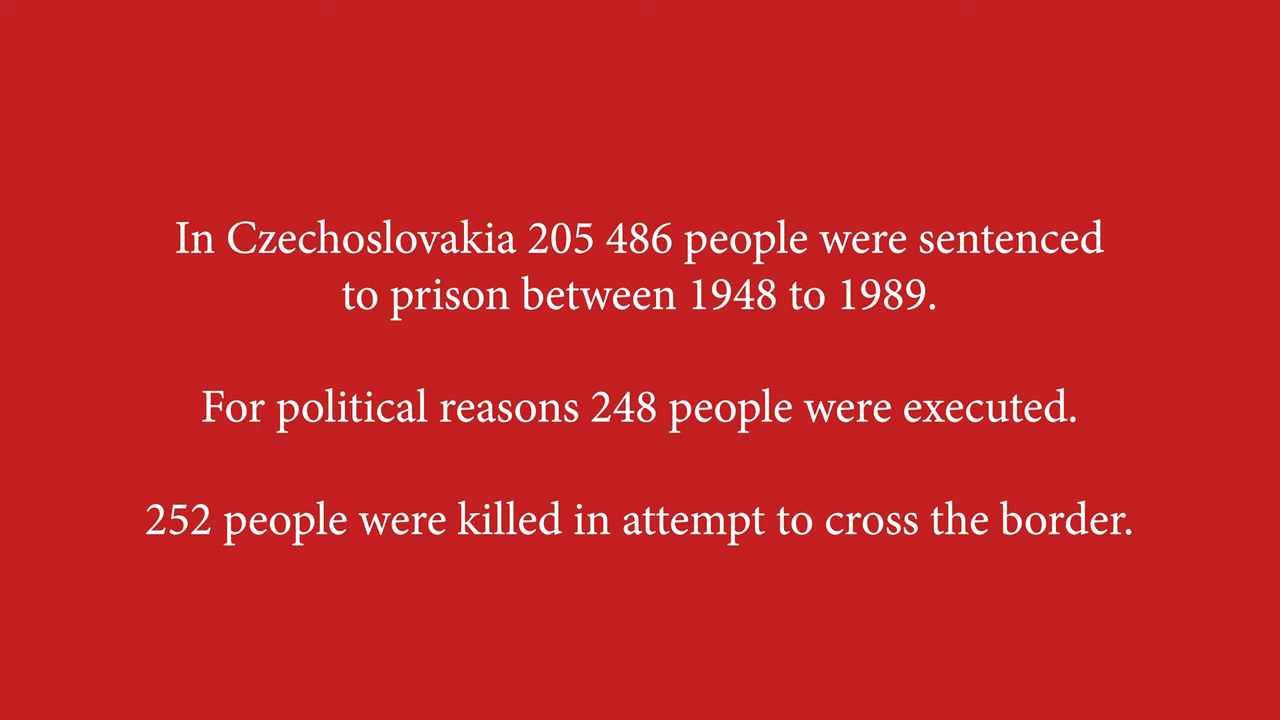 In Czechoslovakia 205 486 people were sentenced
to prison between 1948 to 1989.
For political reasons 248 people were executed.
252 people were killed in attempt to cross the border.